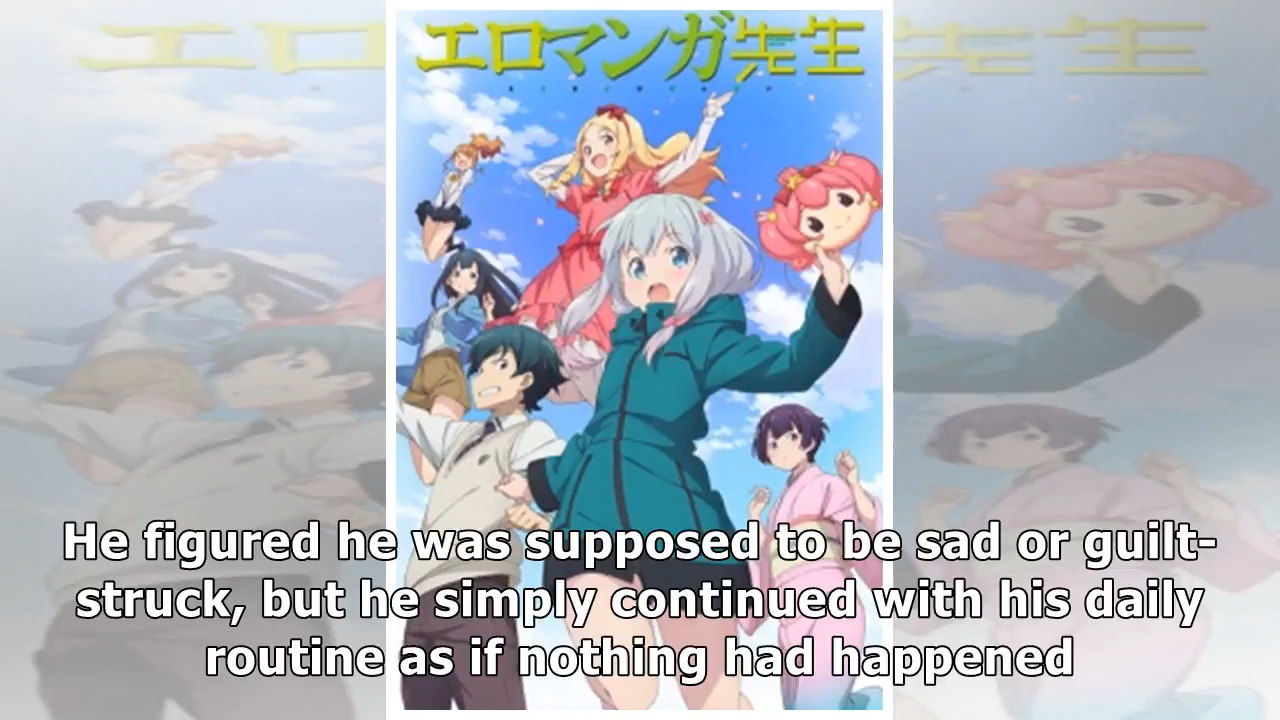 エロマンガ先生
He figured he was supposed to be sad or guilt-
struck, but he simply continued with his daily
routine as if nothing had happened